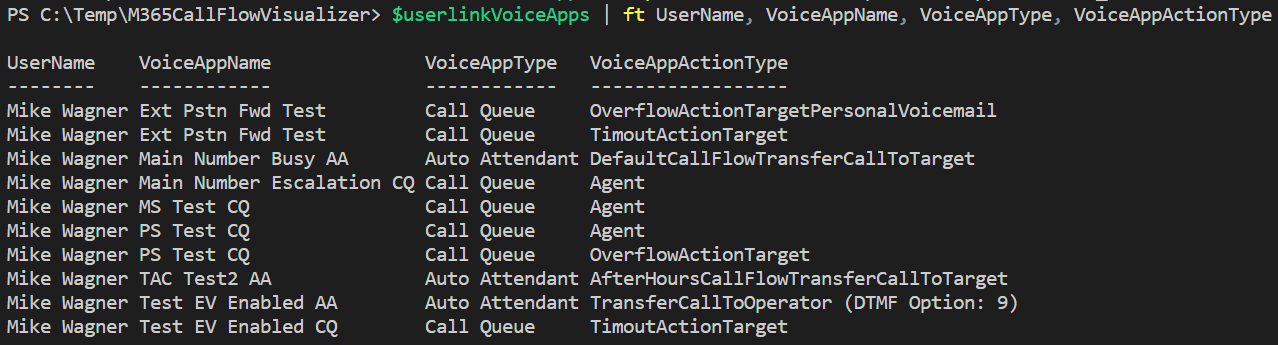 PS C:\Temp\M365CallFlowVisualizer> $userlinkVoiceApps | ft UserName, VoiceAppName, VoiceAppType, VoiceAppActionType
UserName VoiceAppName VoiceAppType VoiceAppActionType
-------- ------------ ------------ ------------------
Mike Wagner Ext Pstn Fwd Test Call Queue OverflowActionTargetPersonalVoicemail
Mike Wagner Ext Pstn Fwd Test Call Queue TimoutActionTarget
Mike Wagner Main Number Busy AA Auto Attendant DefaultCallFlowTransferCallToTarget
Mike Wagner Main Number Escalation CQ Call Queue Agent
Mike Wagner MS Test CQ Call Queue Agent
Mike Wagner PS Test CQ Call Queue Agent
Mike Wagner PS Test CQ Call Queue OverflowActionTarget
Mike Wagner TAC Test2 AA Auto Attendant AfterHoursCallFlowTransferCallToTarget
Mike Wagner Test EV Enabled AA Auto Attendant TransferCallToOperator (DTMF Option: 9)
Mike Wagner Test EV Enabled CQ Call Queue TimoutActionTarget